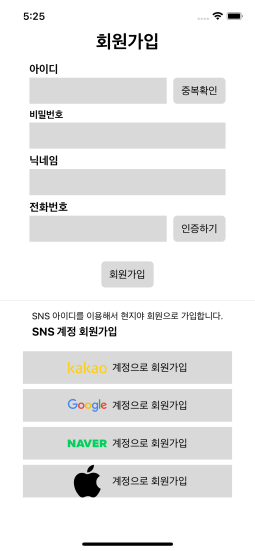 5:25
회원가입
아이디
중복확인
비밀번호
닉네임
전화번호
인증하기
회원가입
SNS 아이디를 이용해서 현지야 회원으로 가입합니다.
SNS 계정 회원가입
kakao 계정으로 회원가입
Google 계정으로 회원가입
NAVER 계정으로 회원가입
계정으로 회원가입